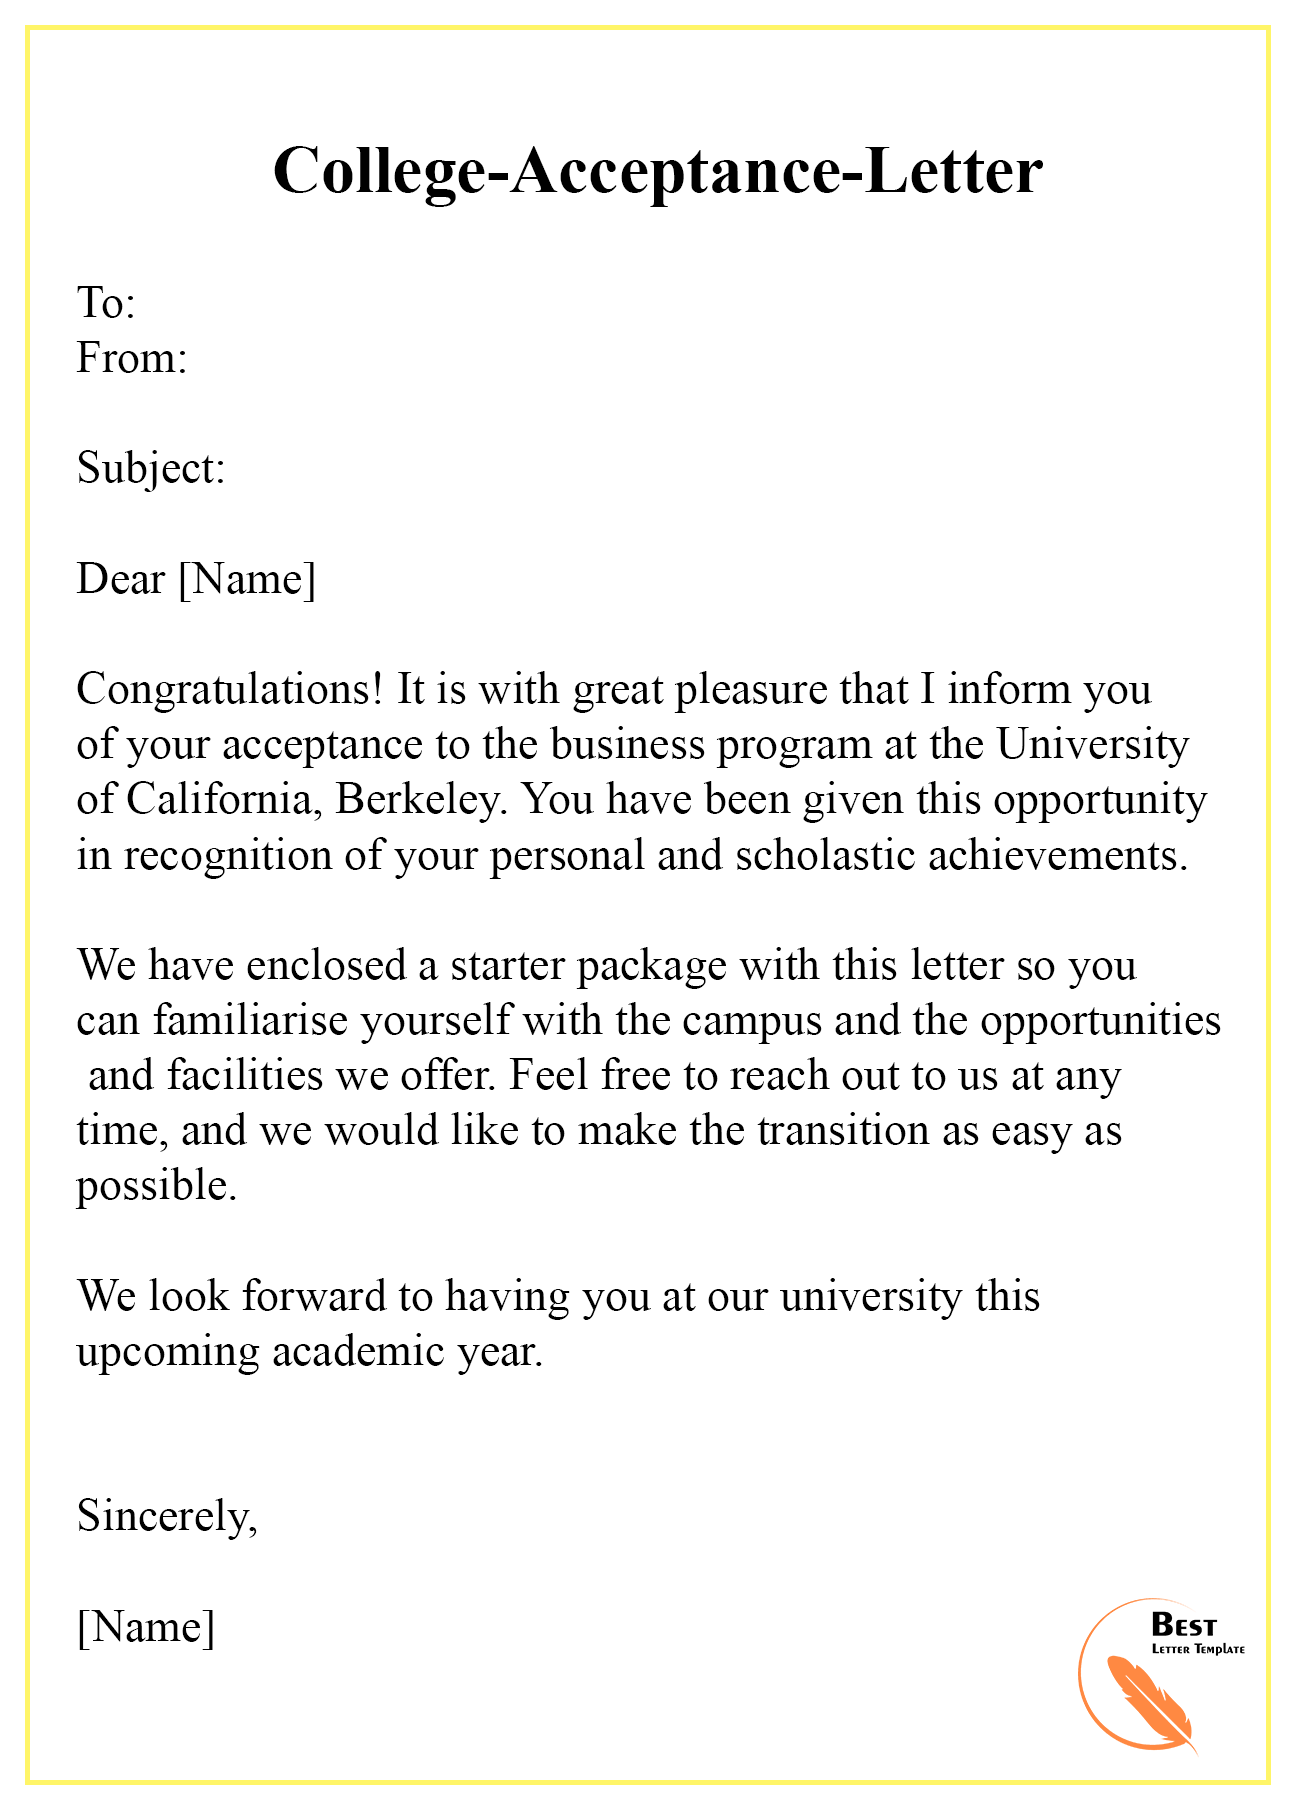 College-Acceptance-Letter
To:
From:
Subject:
Dear [Name]
Congratulations! It is with great pleasure that I inform you
of your acceptance to the business program at the University
of California, Berkeley. You have been given this opportunity
in recognition of your personal and scholastic achievements.
We have enclosed a starter package with this letter so you
can familiarise yourself with the campus and the opportunities
and facilities we offer. Feel free to reach out to us at any
time, and we would like to make the transition as easy as
possible.
We look forward to having you at our university this
upcoming academic year.
Sincerely,
[Name]
BEST
LETTER TEMPLATE